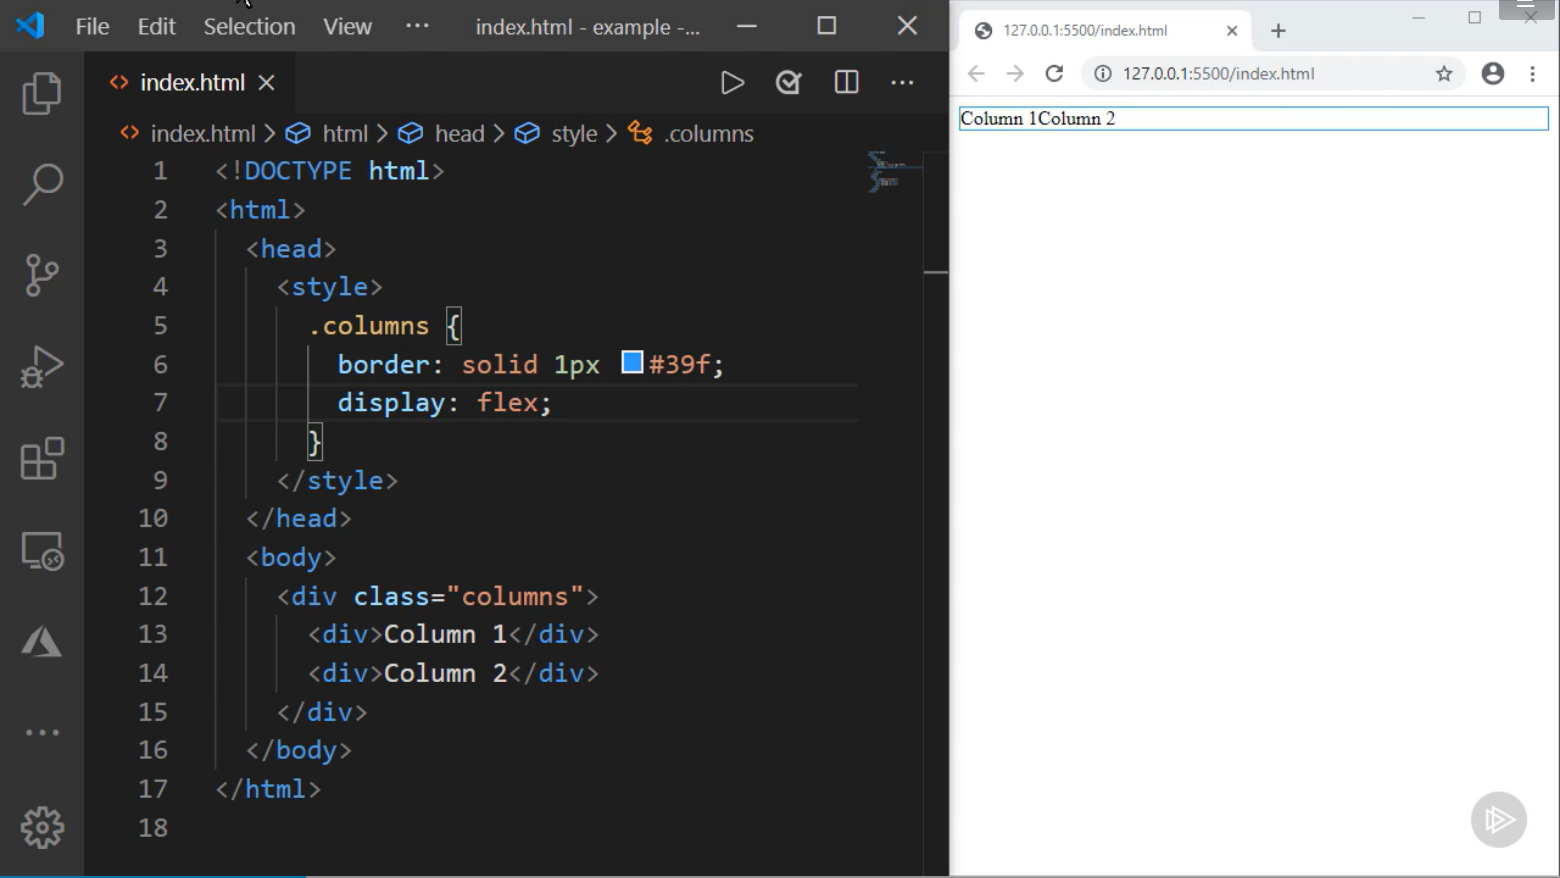 File Edit Selection View ··· index.html - example -...
index.html
index.html > html > head > style > .columns
1 <!DOCTYPE html>
2 <html>
3 <head>
4 <style>
5 .columns {
6 border: solid 1px #39f;
7 display: flex;
8 }
9 </style>
10 </head>
11 <body>
12 <div class="columns">
13 <div>Column 1</div>
14 <div>Column 2</div>
15 </div>
16 </body>
17 </html>
18
127.0.0.1:5500/index.html
127.0.0.1:5500/index.html
Column 1Column 2